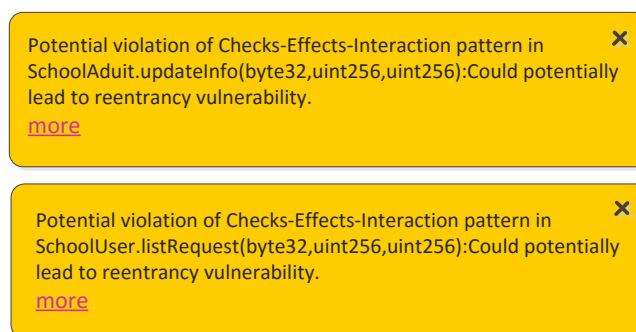 Potential violation of Checks-Effects-Interaction pattern in
SchoolAduit.updateInfo(byte32,uint256,uint256):Could potentially
lead to reentrancy vulnerability.
more
Potential violation of Checks-Effects-Interaction pattern in
SchoolUser.listRequest(byte32,uint256,uint256):Could potentially
lead to reentrancy vulnerability.
more